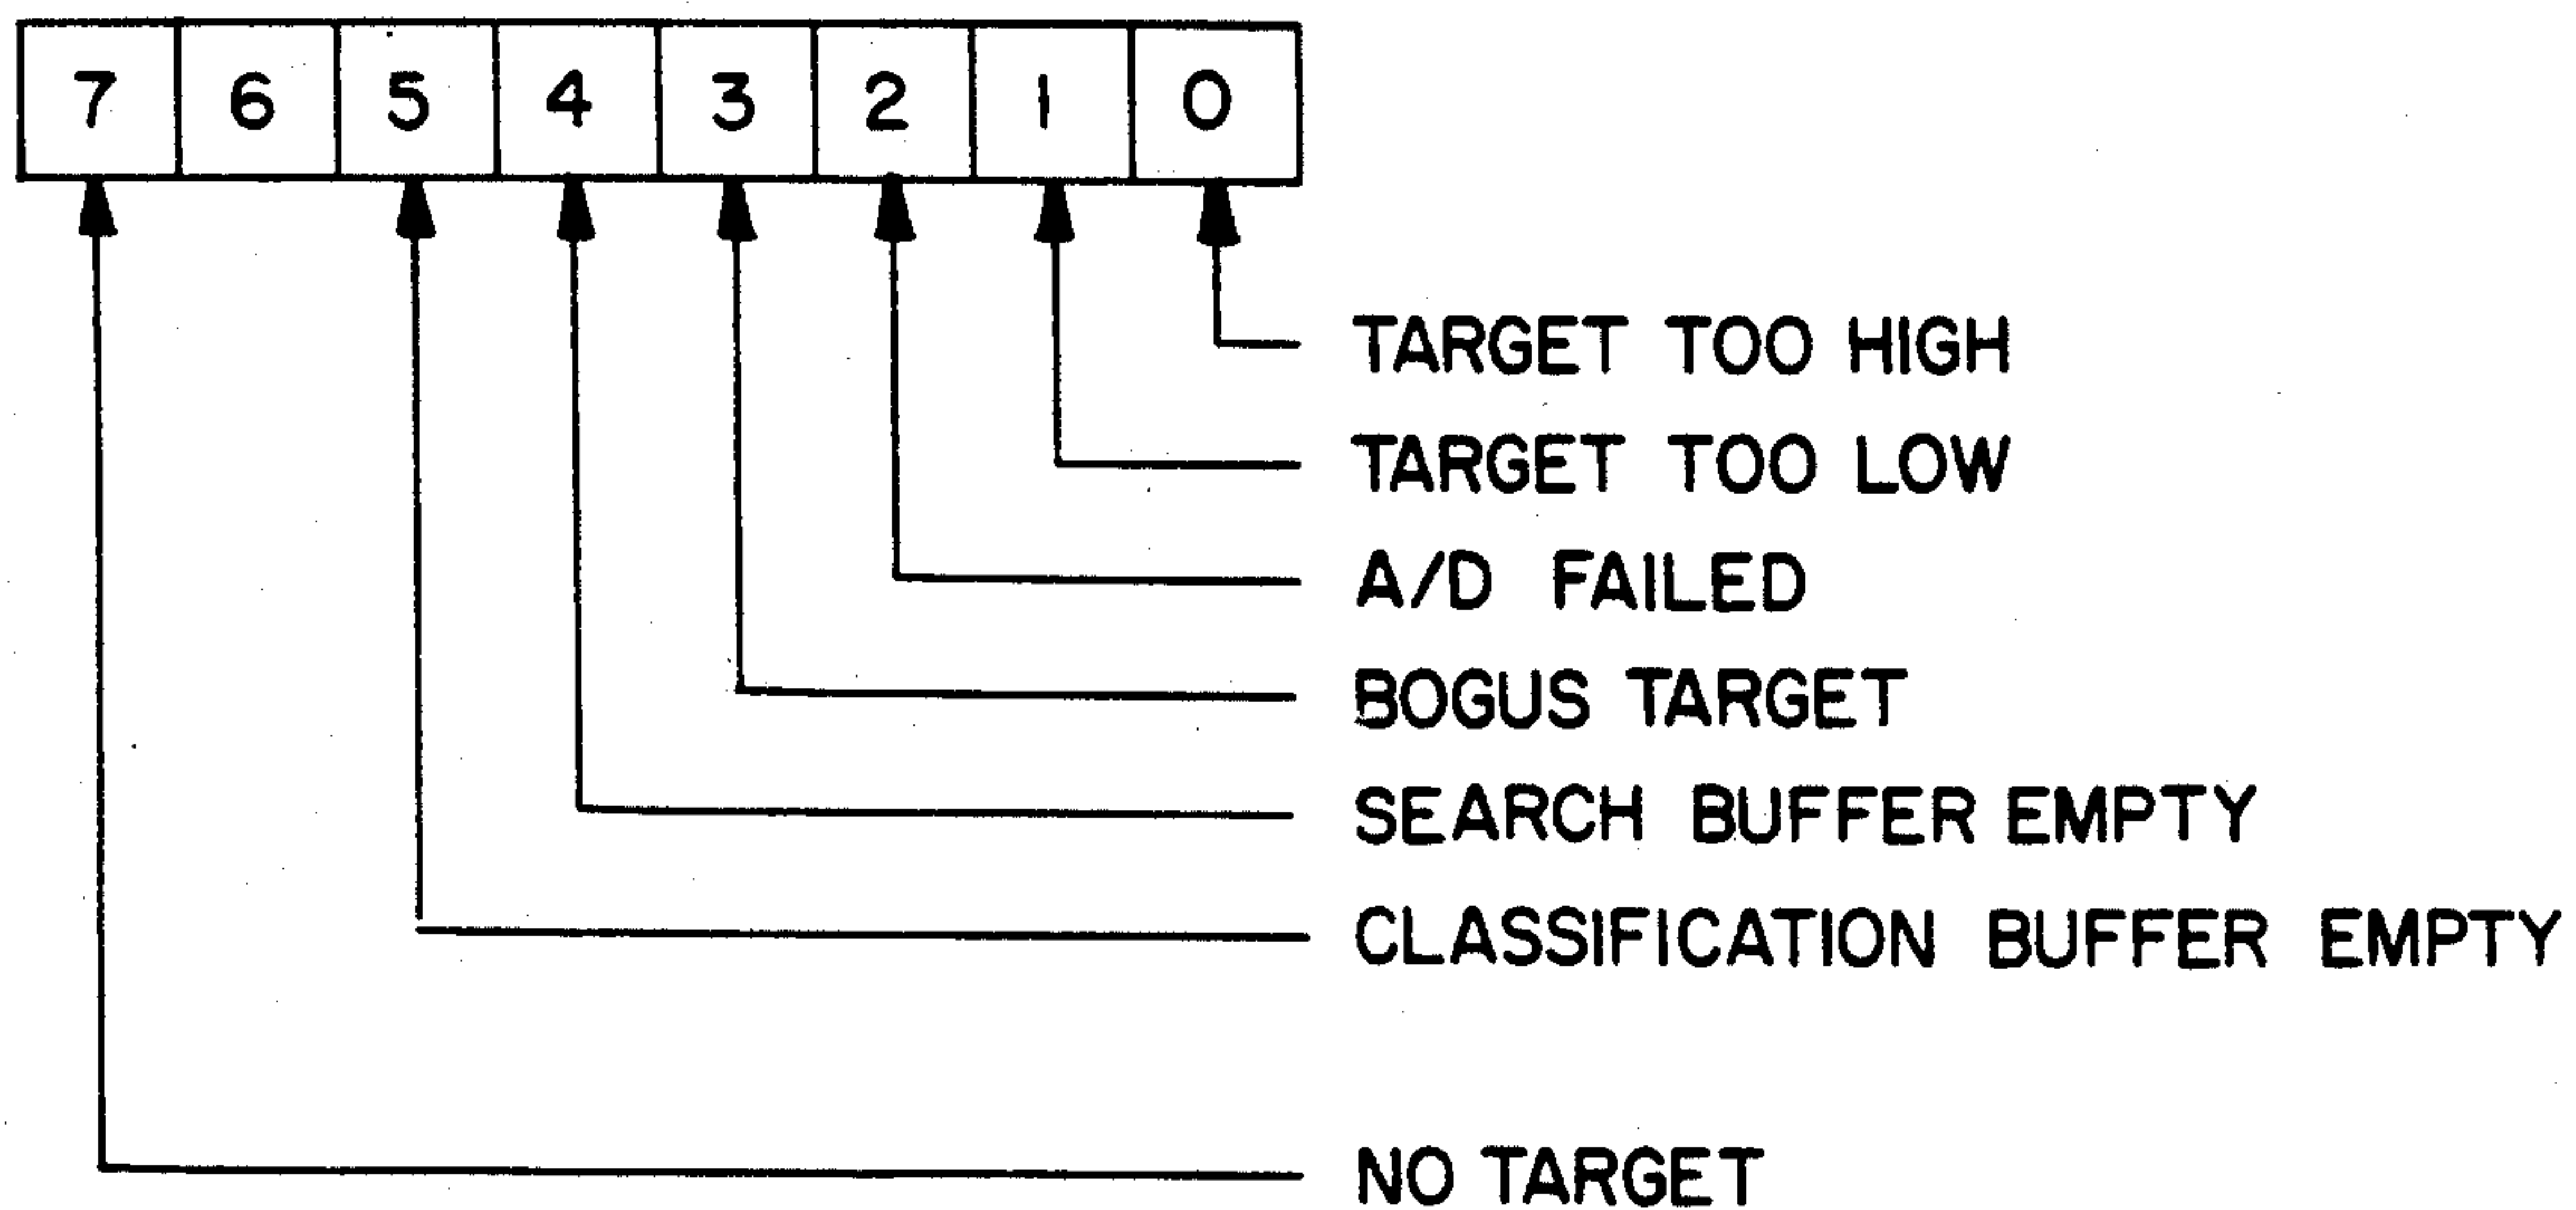 7 6 5 4 3 2 1 0
TARGET TOO HIGH
TARGET TOO LOW
A/D FAILED
BOGUS TARGET
SEARCH BUFFER EMPTY
CLASSIFICATION BUFFER EMPTY
NO TARGET